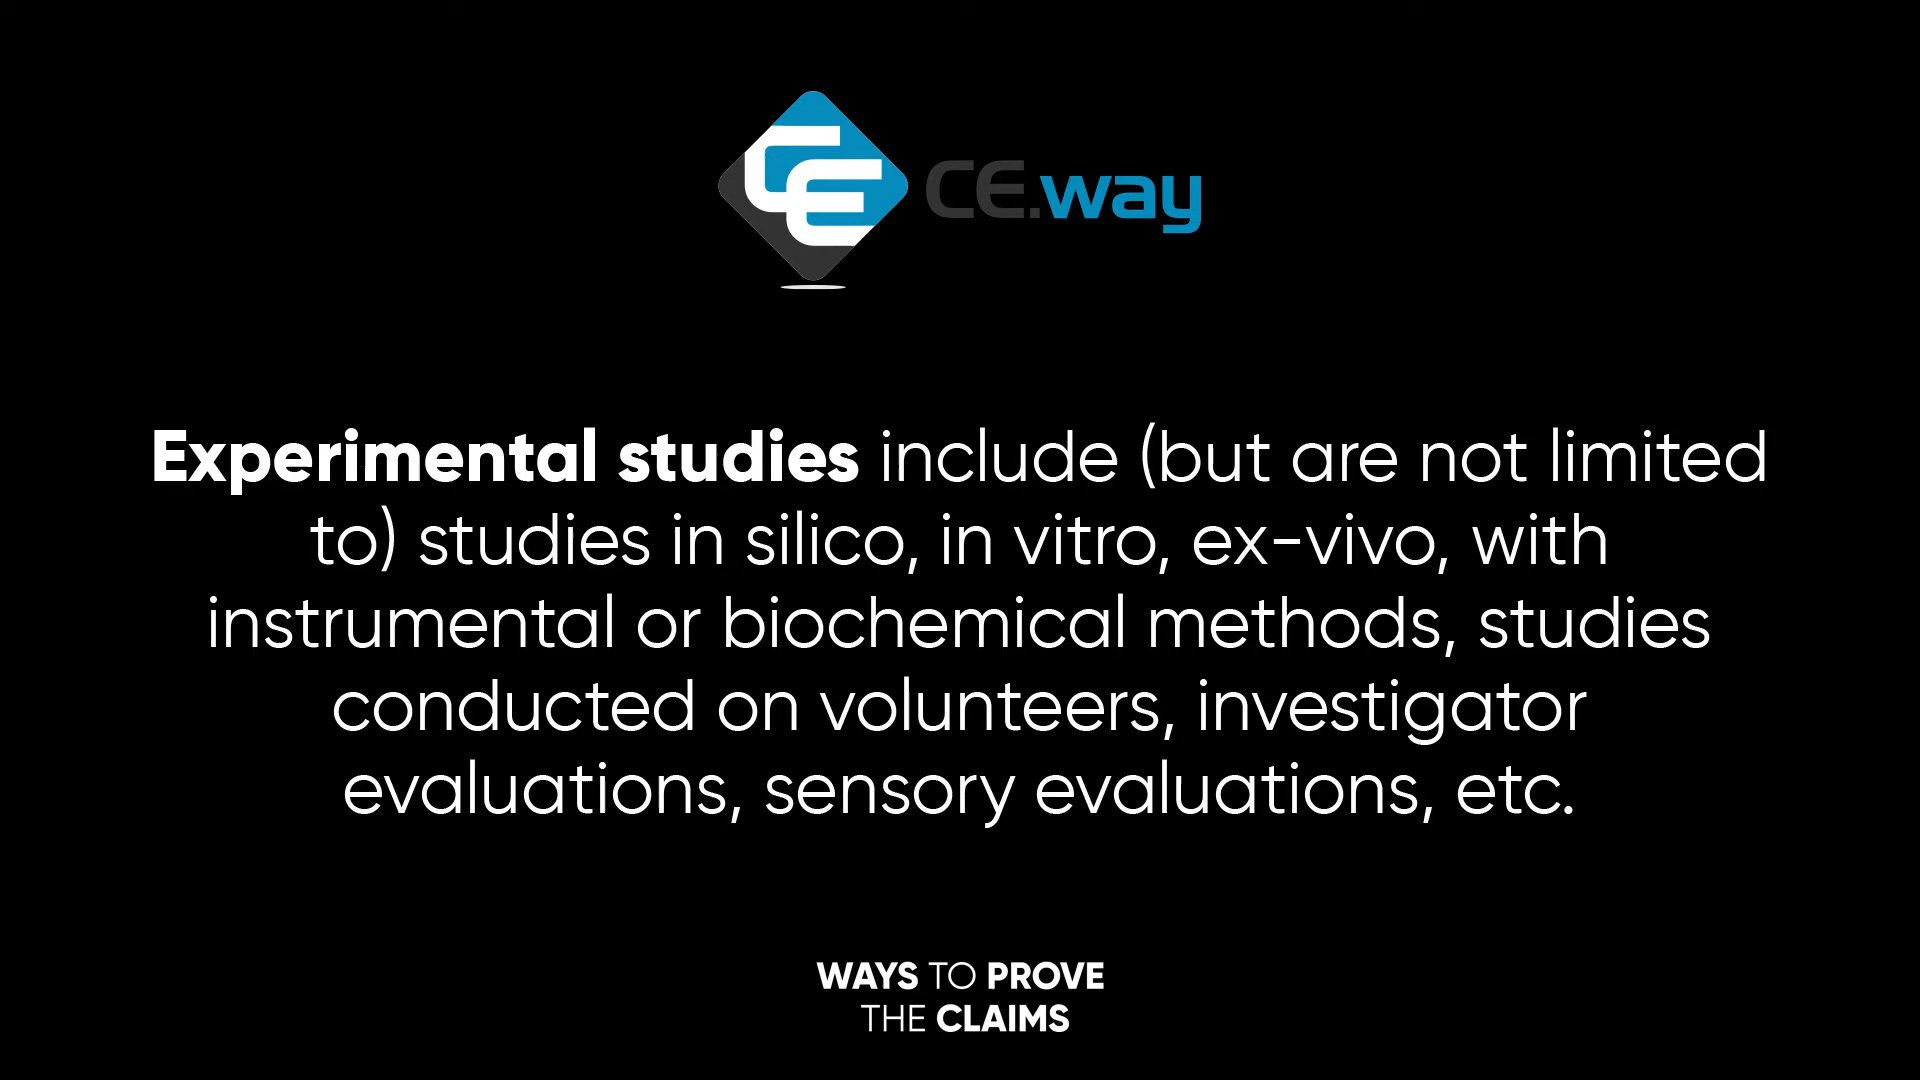 CE CE.way
Experimental studies include (but are not limited
to) studies in silico, in vitro, ex-vivo, with
instrumental or biochemical methods, studies
conducted on volunteers, investigator
evaluations, sensory evaluations, etc.
WAYS TO PROVE
THE CLAIMS